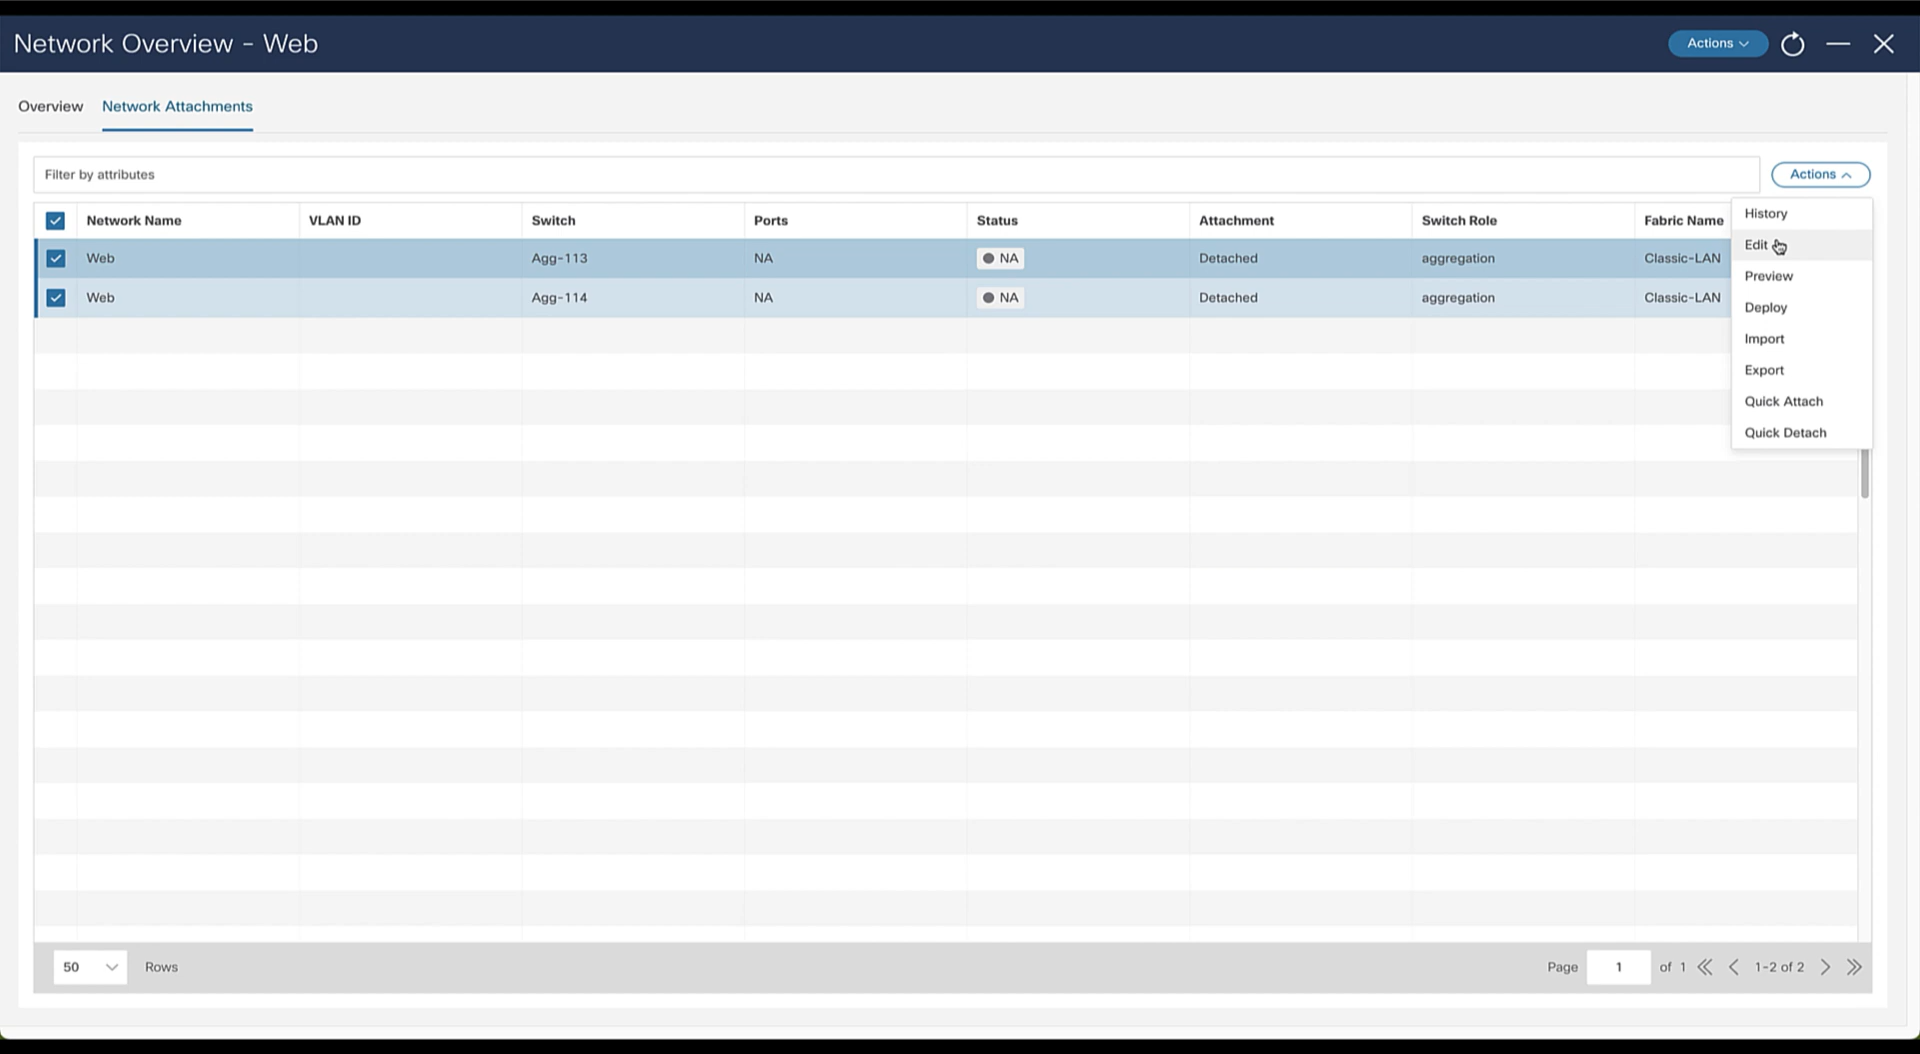 Network Overview - Web
Actions
Overview Network Attachments
Filter by attributes
Actions
Network Name VLAN ID Switch Ports Status Attachment Switch Role Fabric Name
Web Agg-113 NA NA Detached aggregation Classic-LAN
Web Agg-114 NA NA Detached aggregation Classic-LAN
History
Edit
Preview
Deploy
Import
Export
Quick Attach
Quick Detach
50 Rows Page 1 of 1 1-2 of 2